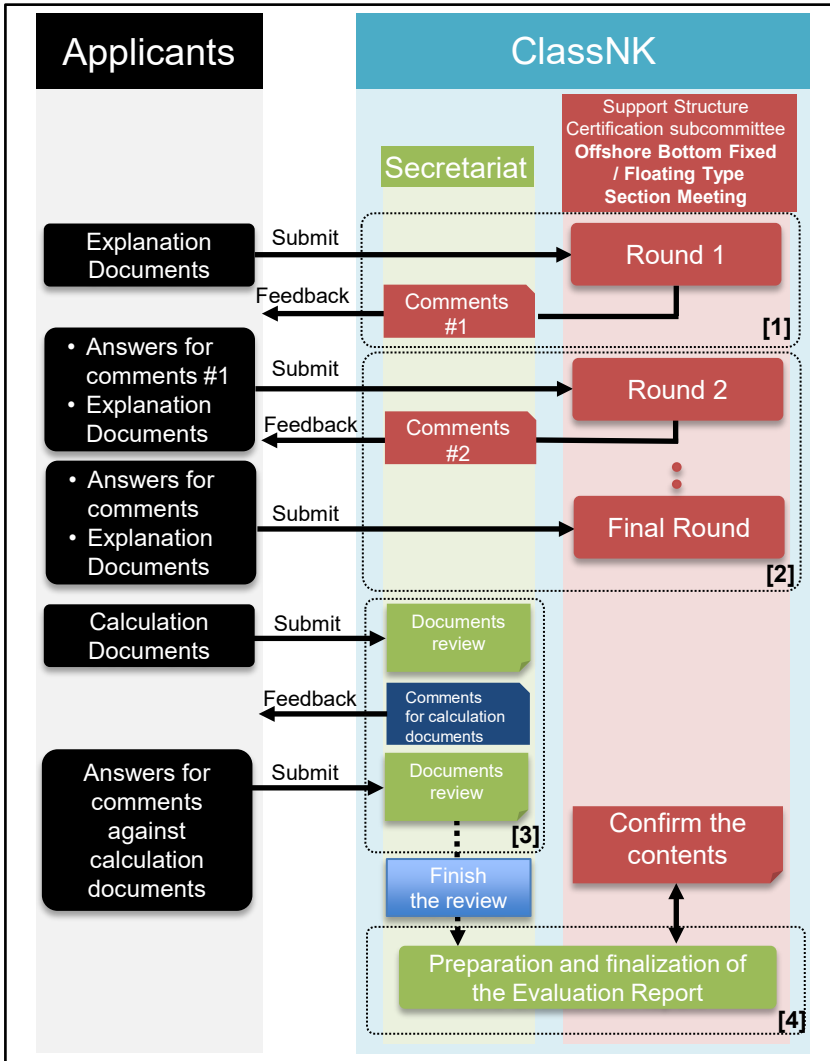 Applicants
ClassNK
Secretariat
Support Structure
Certification subcommittee
Offshore Bottom Fixed
/ Floating Type
Section Meeting
Explanation
Documents
Submit
Round 1
Feedback
Comments
#1
[1]
• Answers for
comments #1
• Explanation
Documents
Submit
Round 2
Feedback
Comments
#2
• Answers for
comments
• Explanation
Documents
Submit
Final Round
[2]
Calculation
Documents
Submit
Documents
review
Feedback
Comments
for calculation
documents
Answers for
comments
against
calculation
documents
Submit
Documents
review
[3]
Finish
the review
Confirm the
contents
Preparation and finalization of
the Evaluation Report
[4]